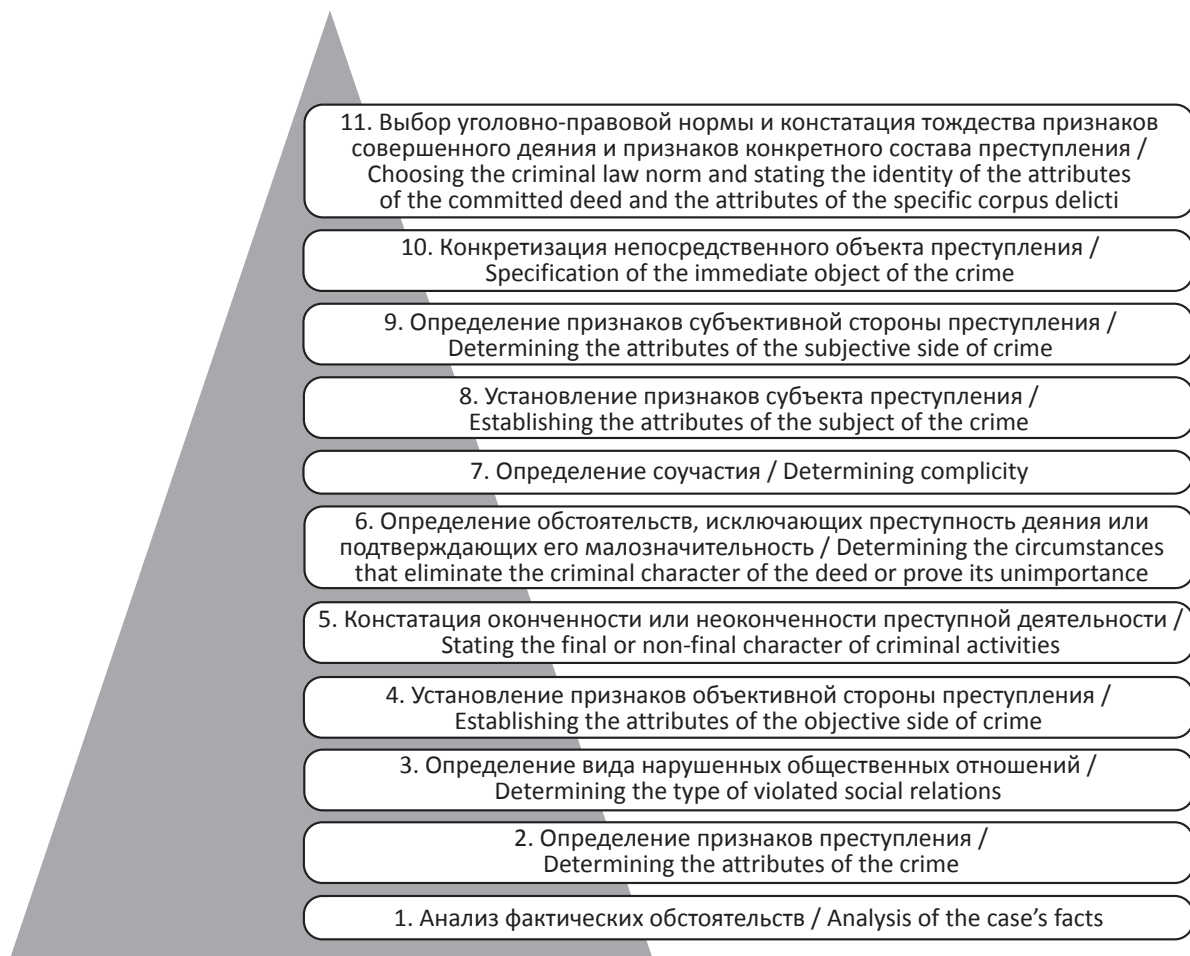 11. Выбор уголовно-правовой нормы и констатация тождества признаков
совершенного деяния и признаков конкретного состава преступления /
Choosing the criminal law norm and stating the identity of the attributes
of the committed deed and the attributes of the specific corpus delicti
10. Конкретизация непосредственного объекта преступления /
Specification of the immediate object of the crime
9. Определение признаков субъективной стороны преступления /
Determining the attributes of the subjective side of crime
8. Установление признаков субъекта преступления /
Establishing the attributes of the subject of the crime
7. Определение соучастия / Determining complicity
6. Определение обстоятельств, исключающих преступность деяния или
подтверждающих его малозначительность / Determining the circumstances
that eliminate the criminal character of the deed or prove its unimportance
5. Констатация оконченности или неоконченности преступной деятельности /
Stating the final or non-final character of criminal activities
4. Установление признаков объективной стороны преступления /
Establishing the attributes of the objective side of crime
3. Определение вида нарушенных общественных отношений /
Determining the type of violated social relations
2. Определение признаков преступления /
Determining the attributes of the crime
1. Анализ фактических обстоятельств / Analysis of the case’s facts